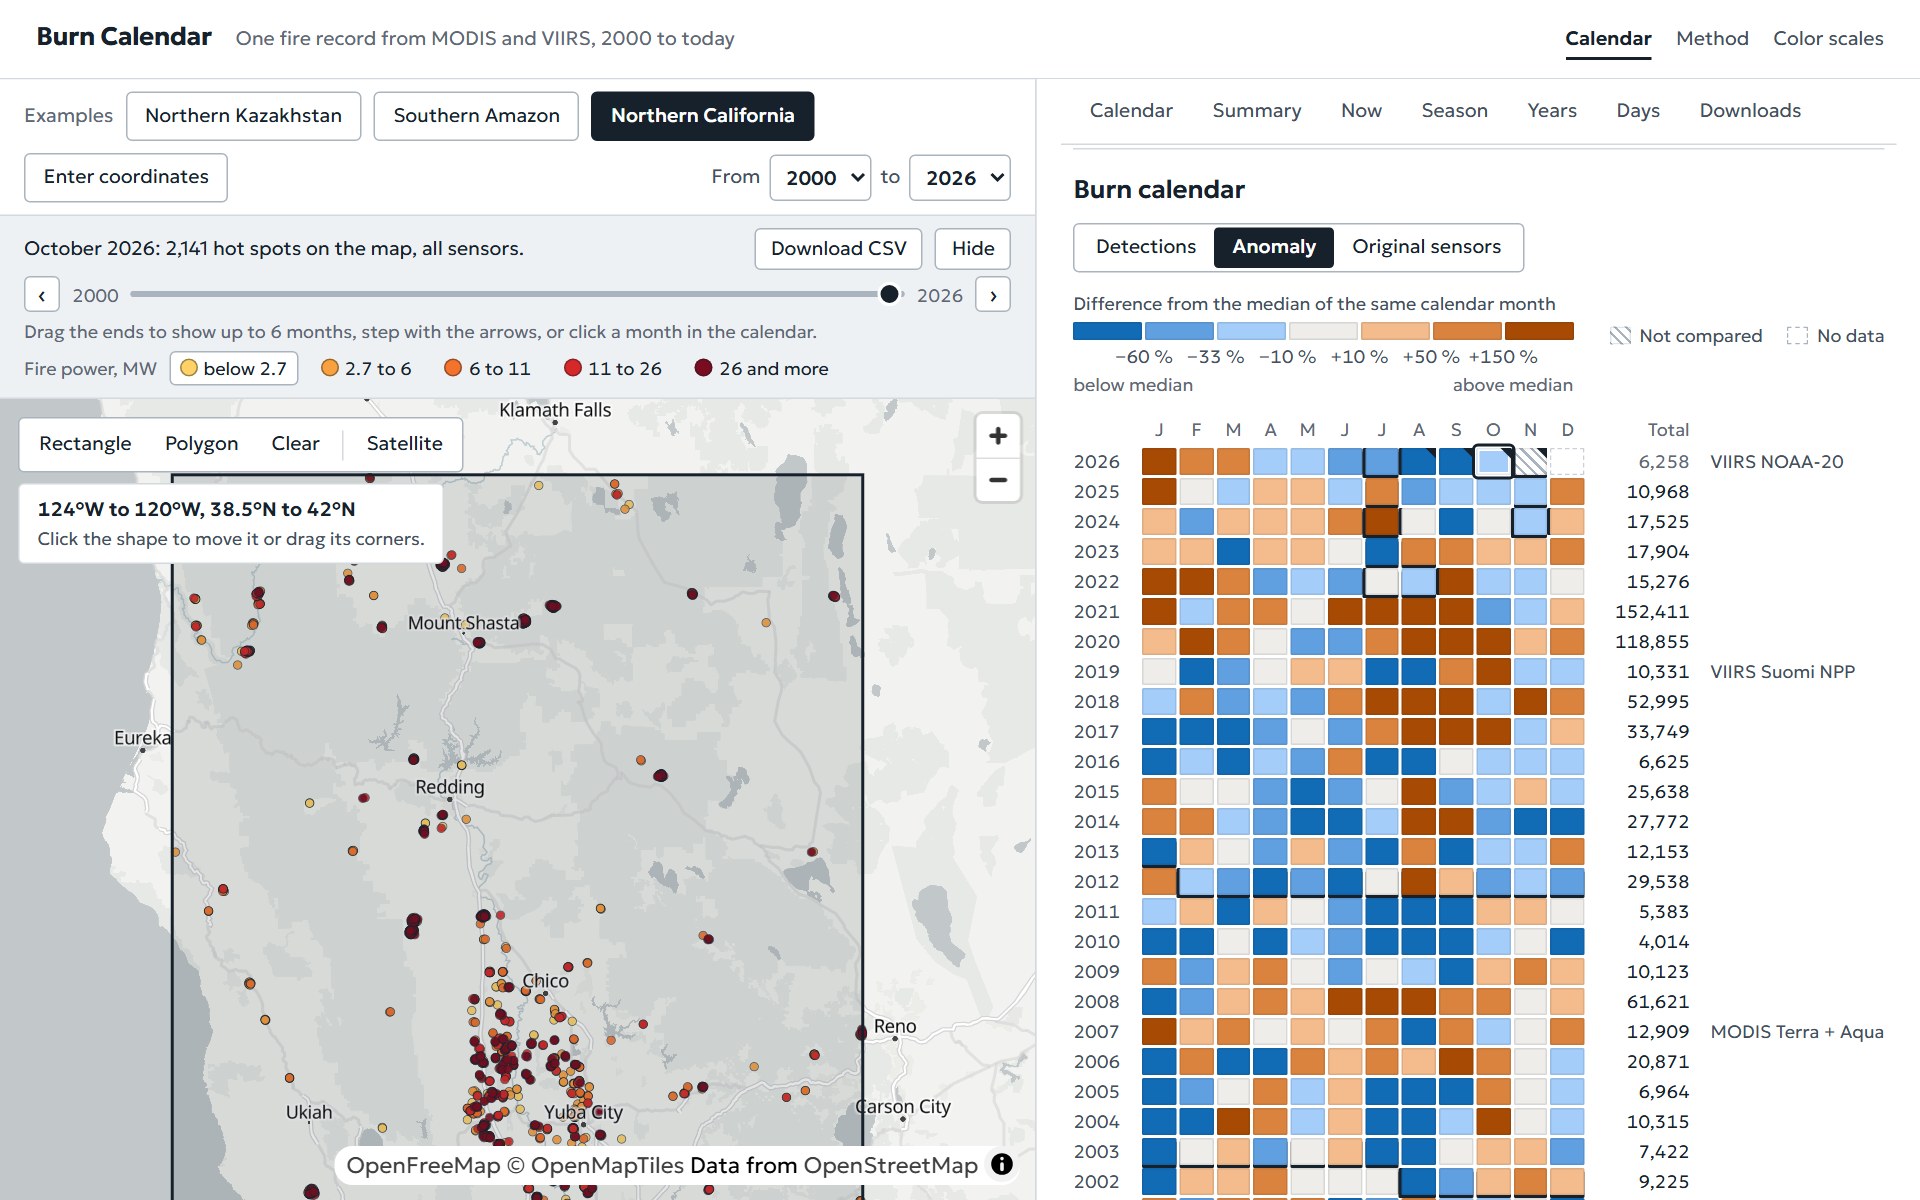 Burn Calendar
One fire record from MODIS and VIIRS, 2000 to today
Calendar
Method
Color scales
Examples
Northern Kazakhstan
Southern Amazon
Northern California
Enter coordinates
From
2000
to
2026
October 2026: 2,141 hot spots on the map, all sensors.
Download CSV
Hide
‹
2000
2026
›
Drag the ends to show up to 6 months, step with the arrows, or click a month in the calendar.
Fire power, MW
below 2.7
2.7 to 6
6 to 11
11 to 26
26 and more
Rectangle
Polygon
Clear
Satellite
124°W to 120°W, 38.5°N to 42°N
Click the shape to move it or drag its corners.
+
−
Klamath Falls
Mount Shasta
Eureka
Redding
Chico
Reno
Ukiah
Yuba City
Carson City
OpenFreeMap © OpenMapTiles Data from OpenStreetMap
Calendar
Summary
Now
Season
Years
Days
Downloads
Burn calendar
Detections
Anomaly
Original sensors
Difference from the median of the same calendar month
−60 % −33 % −10 % +10 % +50 % +150 %
below median
above median
Not compared
No data
J F M A M J J A S O N D Total
2026 6,258 VIIRS NOAA-20
2025 10,968
2024 17,525
2023 17,904
2022 15,276
2021 152,411
2020 118,855
2019 10,331 VIIRS Suomi NPP
2018 52,995
2017 33,749
2016 6,625
2015 25,638
2014 27,772
2013 12,153
2012 29,538
2011 5,383
2010 4,014
2009 10,123
2008 61,621
2007 12,909 MODIS Terra + Aqua
2006 20,871
2005 6,964
2004 10,315
2003 7,422
2002 9,225